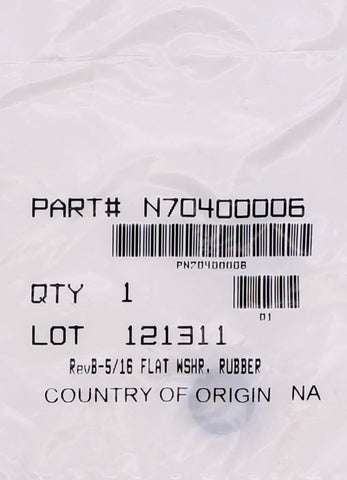 PART# N70400006
PN70400006
QTY 1
01
LOT 121311
RevB-5/16 FLAT WSHR, RUBBER
COUNTRY OF ORIGIN NA